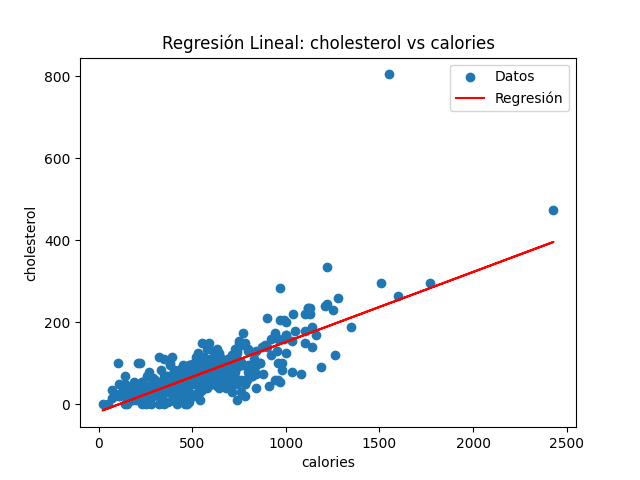 Regresión Lineal: cholesterol vs calories
Datos
Regresión
800
600
400
200
0
cholesterol
0
500
1000
1500
2000
2500
calories